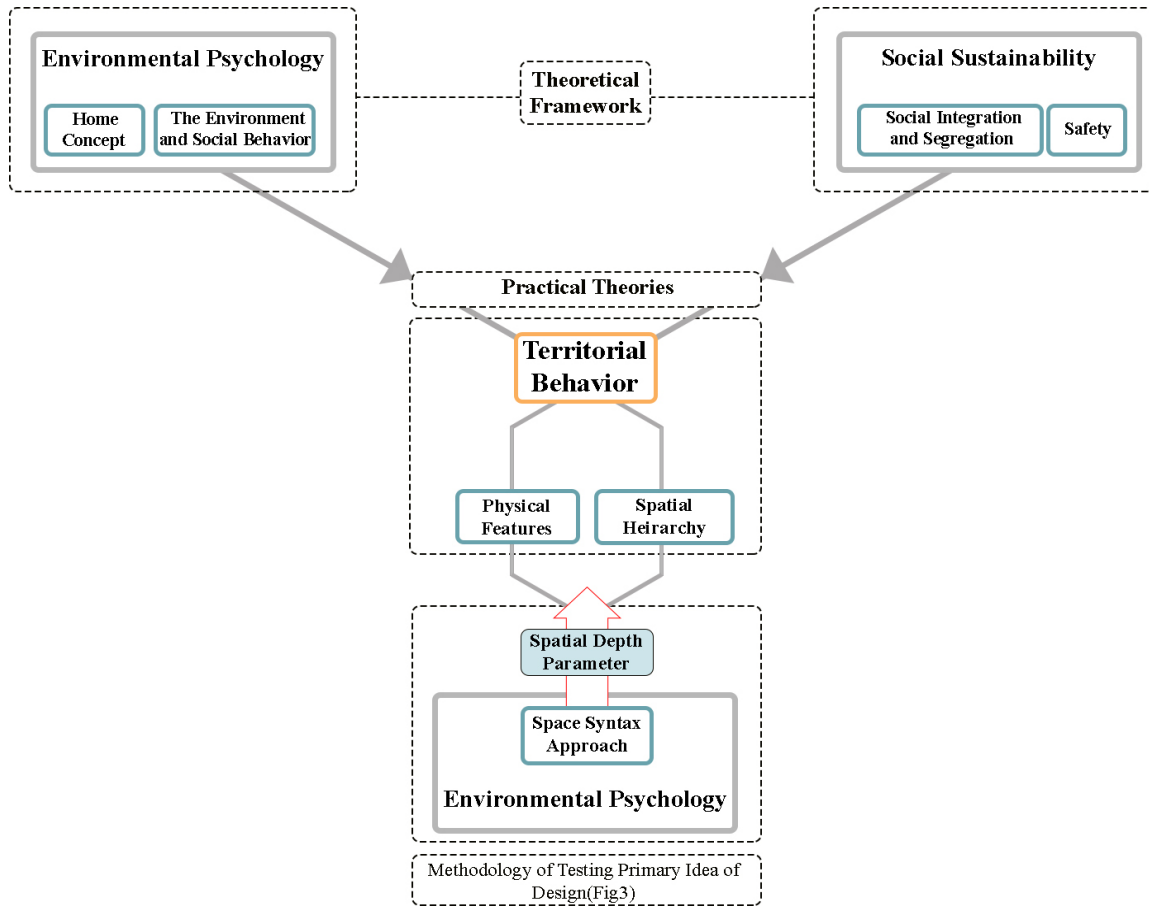 Environmental Psychology
Home
Concept
The Environment
and Social Behavior
Theoretical
Framework
Social Sustainability
Social Integration
and Segregation
Safety
Practical Theories
Territorial
Behavior
Physical
Features
Spatial
Heirarchy
Spatial Depth
Parameter
Space Syntax
Approach
Environmental Psychology
Methodology of Testing Primary Idea of
Design(Fig3)